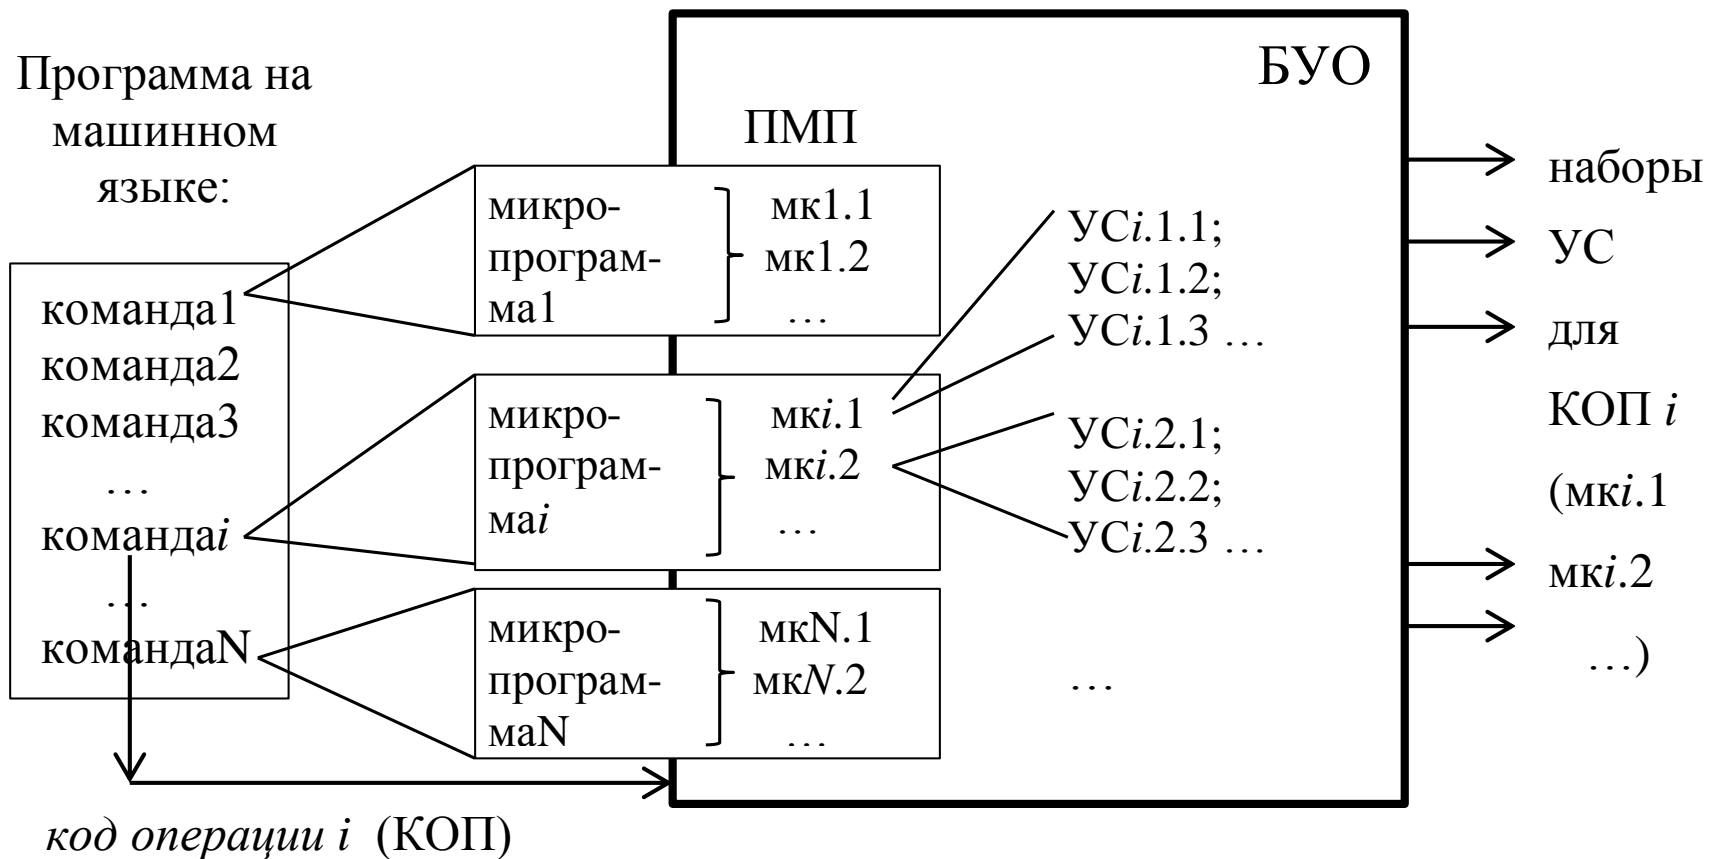 Программа на
машинном
языке:
команда1
команда2
команда3
…
командаi
…
командаN
код операции i (КОП)
БУО
ПМП
микро-
програм-
ма1
мк1.1
мк1.2
…
микро-
програм-
маi
мкi.1
мкi.2
…
микро-
програм-
маN
мкN.1
мкN.2
…
УСi.1.1;
УСi.1.2;
УСi.1.3 …
УСi.2.1;
УСi.2.2;
УСi.2.3 …
…
наборы
УС
для
КОП i
(мкi.1
мкi.2
…)